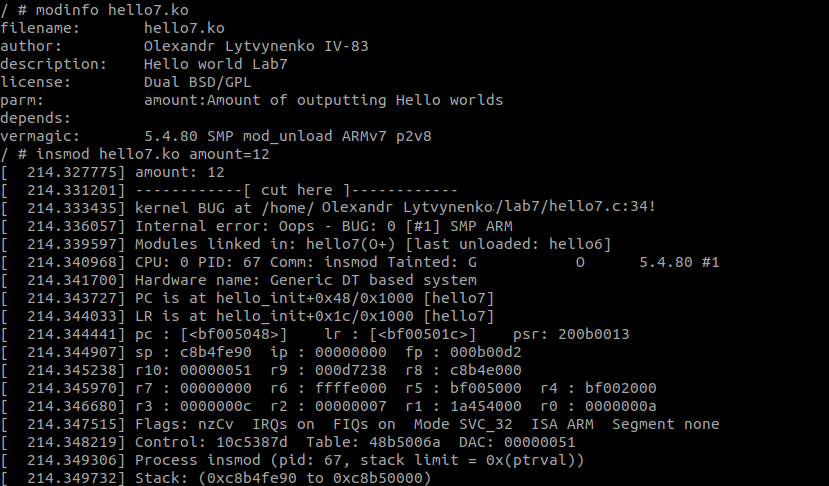 / # modinfo hello7.ko
filename:       hello7.ko
author:         Olexandr Lytvynenko IV-83
description:    Hello world Lab7
license:        Dual BSD/GPL
parm:           amount:Amount of outputting Hello worlds
depends:
vermagic:       5.4.80 SMP mod_unload ARMv7 p2v8
/ # insmod hello7.ko amount=12
[  214.327775] amount: 12
[  214.331201] ------------[ cut here ]------------
[  214.333435] kernel BUG at /home/ Olexandr Lytvynenko:/lab7/hello7.c:34!
[  214.336057] Internal error: Oops - BUG: 0 [#1] SMP ARM
[  214.339597] Modules linked in: hello7(O+) [last unloaded: hello6]
[  214.340968] CPU: 0 PID: 67 Comm: insmod Tainted: G           O      5.4.80 #1
[  214.341700] Hardware name: Generic DT based system
[  214.343727] PC is at hello_init+0x48/0x1000 [hello7]
[  214.344033] LR is at hello_init+0x1c/0x1000 [hello7]
[  214.344441] pc : [<bf005048>]    lr : [<bf00501c>]    psr: 200b0013
[  214.344907] sp : c8b4fe90  ip : 00000000  fp : 000b00d2
[  214.345238] r10: 00000051  r9 : 000d7238  r8 : c8b4e000
[  214.345970] r7 : 00000000  r6 : ffffe000  r5 : bf005000  r4 : bf002000
[  214.346680] r3 : 0000000c  r2 : 00000007  r1 : 1a454000  r0 : 0000000a
[  214.347515] Flags: nzCv  IRQs on  FIQs on  Mode SVC_32  ISA ARM  Segment none
[  214.348219] Control: 10c5387d  Table: 48b5006a  DAC: 00000051
[  214.349306] Process insmod (pid: 67, stack limit = 0x(ptrval))
[  214.349732] Stack: (0xc8b4fe90 to 0xc8b50000)